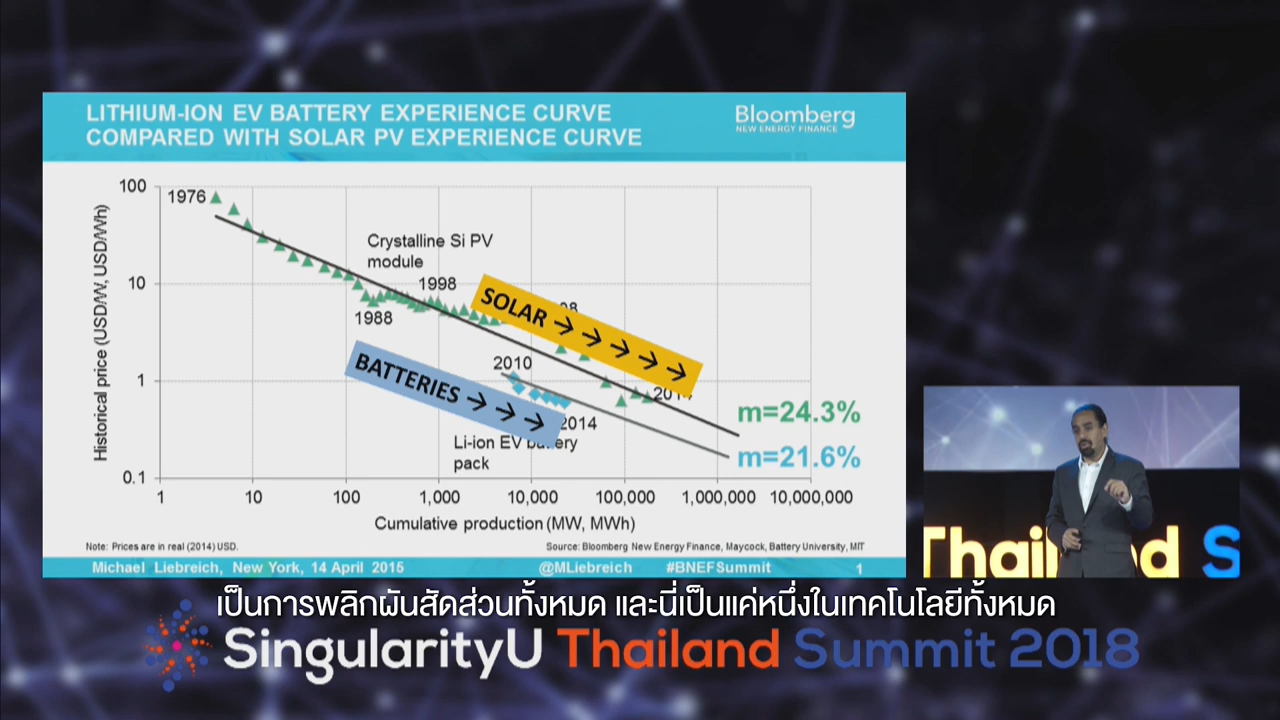 LITHIUM-ION EV BATTERY EXPERIENCE CURVE
COMPARED WITH SOLAR PV EXPERIENCE CURVE
Bloomberg
NEW ENERGY FINANCE
Historical price (USD/W, USD/Wh)
100
10
1
0.1
1976
Crystalline Si PV
module
1998
1988
SOLAR → → → → → →
08
BATTERIES → → →
2010
2014
Li-ion EV battery
pack
m=24.3%
m=21.6%
1 10 100 1,000 10,000 100,000 1,000,000 10,000,000
Cumulative production (MW, MWh)
Note: Prices are in real (2014) USD.
Source: Bloomberg New Energy Finance, Maycock, Battery University, MIT
Michael Liebreich, New York, 14 April 2015 @MLiebreich #BNEFSummit 1
Thailand S
เป็นการพลิกผันสัดส่วนทั้งหมด และนี่เป็นแค่หนึ่งในเทคโนโลยีทั้งหมด
SingularityU Thailand Summit 2018